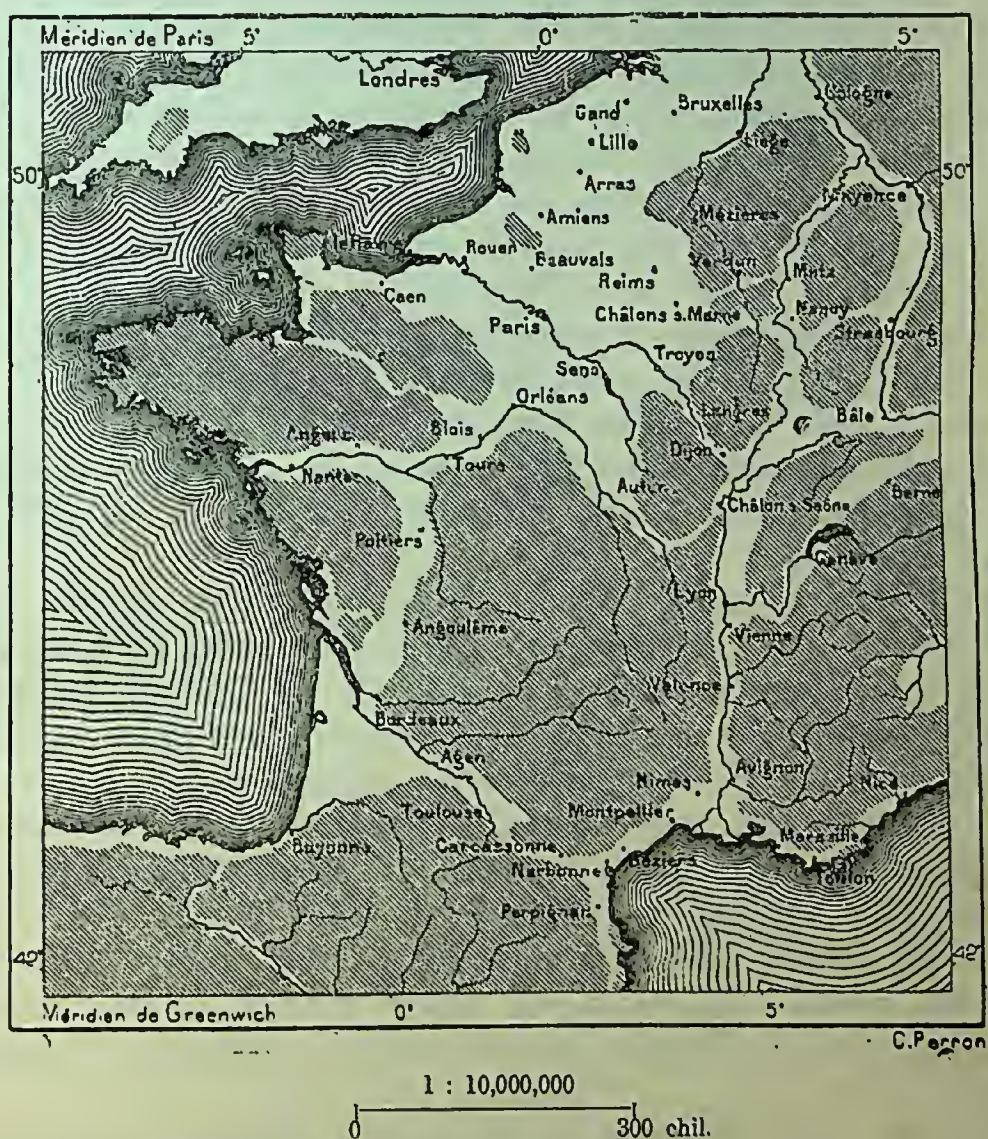 Méridien de Paris 5° 0° 5°
Londres
Cologne
Gand Bruxelles
Lille Liége
50° 50°
Arras
Mayence
Amiens Mézières
le Havre Rouen Beauvais Verdun Metz
Reims
Caen Châlons s. Marne Nancy
Paris Strasbourg
Troyes
Sens
Orléans Langres Bâle
Blois
Angers Dijon
Nantes Tours
Autun Berne
Châlon s Saône
Poitiers
Genève
Lyon
Angoulême Vienne
Valence
Bordeaux
Agen Avignon Nice
Nimes
Toulouse Montpellier
Bayonne Carcassonne Marseille
Narbonne Béziers Toulon
Perpignan
42° 42°
Méridien de Greenwich 0° 5°
C. Perron
1 : 10,000,000
0 300 chil.